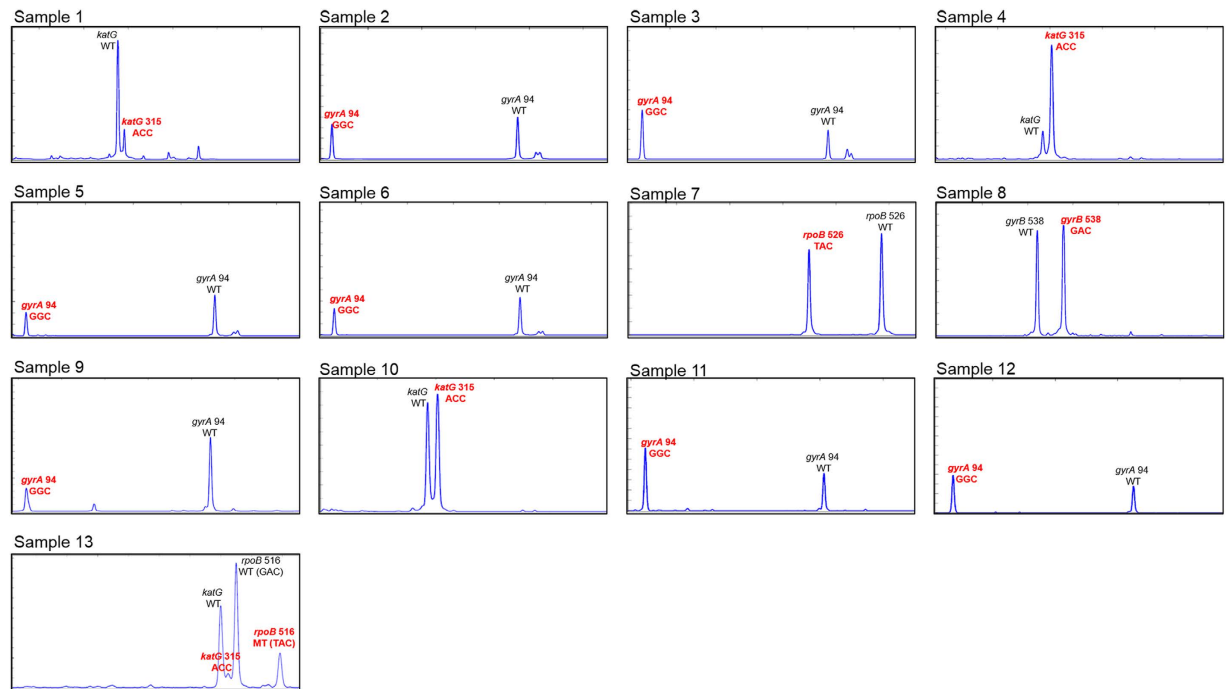 Sample 1
katG
WT
katG 315
ACC
Sample 2
gyrA 94
GGC
gyrA 94
WT
Sample 3
gyrA 94
GGC
gyrA 94
WT
Sample 4
katG 315
ACC
katG
WT
Sample 5
gyrA 94
GGC
gyrA 94
WT
Sample 6
gyrA 94
GGC
gyrA 94
WT
Sample 7
rpoB 526
TAC
rpoB 526
WT
Sample 8
gyrB 538
WT
gyrB 538
GAC
Sample 9
gyrA 94
GGC
gyrA 94
WT
Sample 10
katG
WT
katG 315
ACC
Sample 11
gyrA 94
GGC
gyrA 94
WT
Sample 12
gyrA 94
GGC
gyrA 94
WT
Sample 13
katG
WT
katG 315
ACC
rpoB 516
WT (GAC)
rpoB 516
MT (TAC)